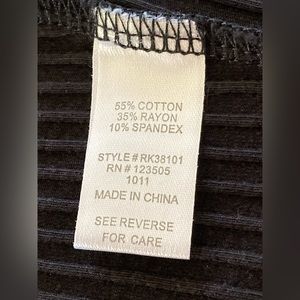 55% COTTON
35% RAYON
10% SPANDEX
STYLE # RK38101
RN # 123505
1011
MADE IN CHINA
SEE REVERSE
FOR CARE